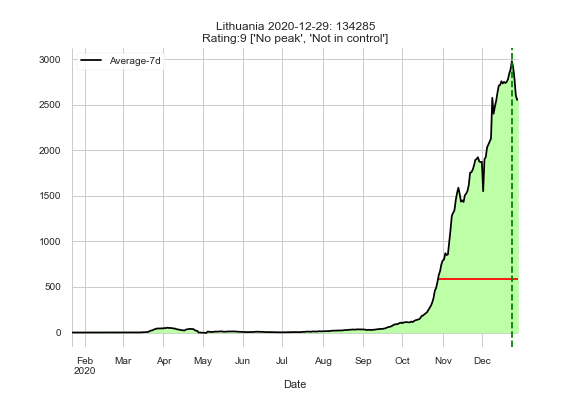 Lithuania 2020-12-29: 134285
Rating:9 ['No peak', 'Not in control']
Average-7d
3000
2500
2000
1500
1000
500
0
Feb Mar Apr May Jun Jul Aug Sep Oct Nov Dec
2020
Date